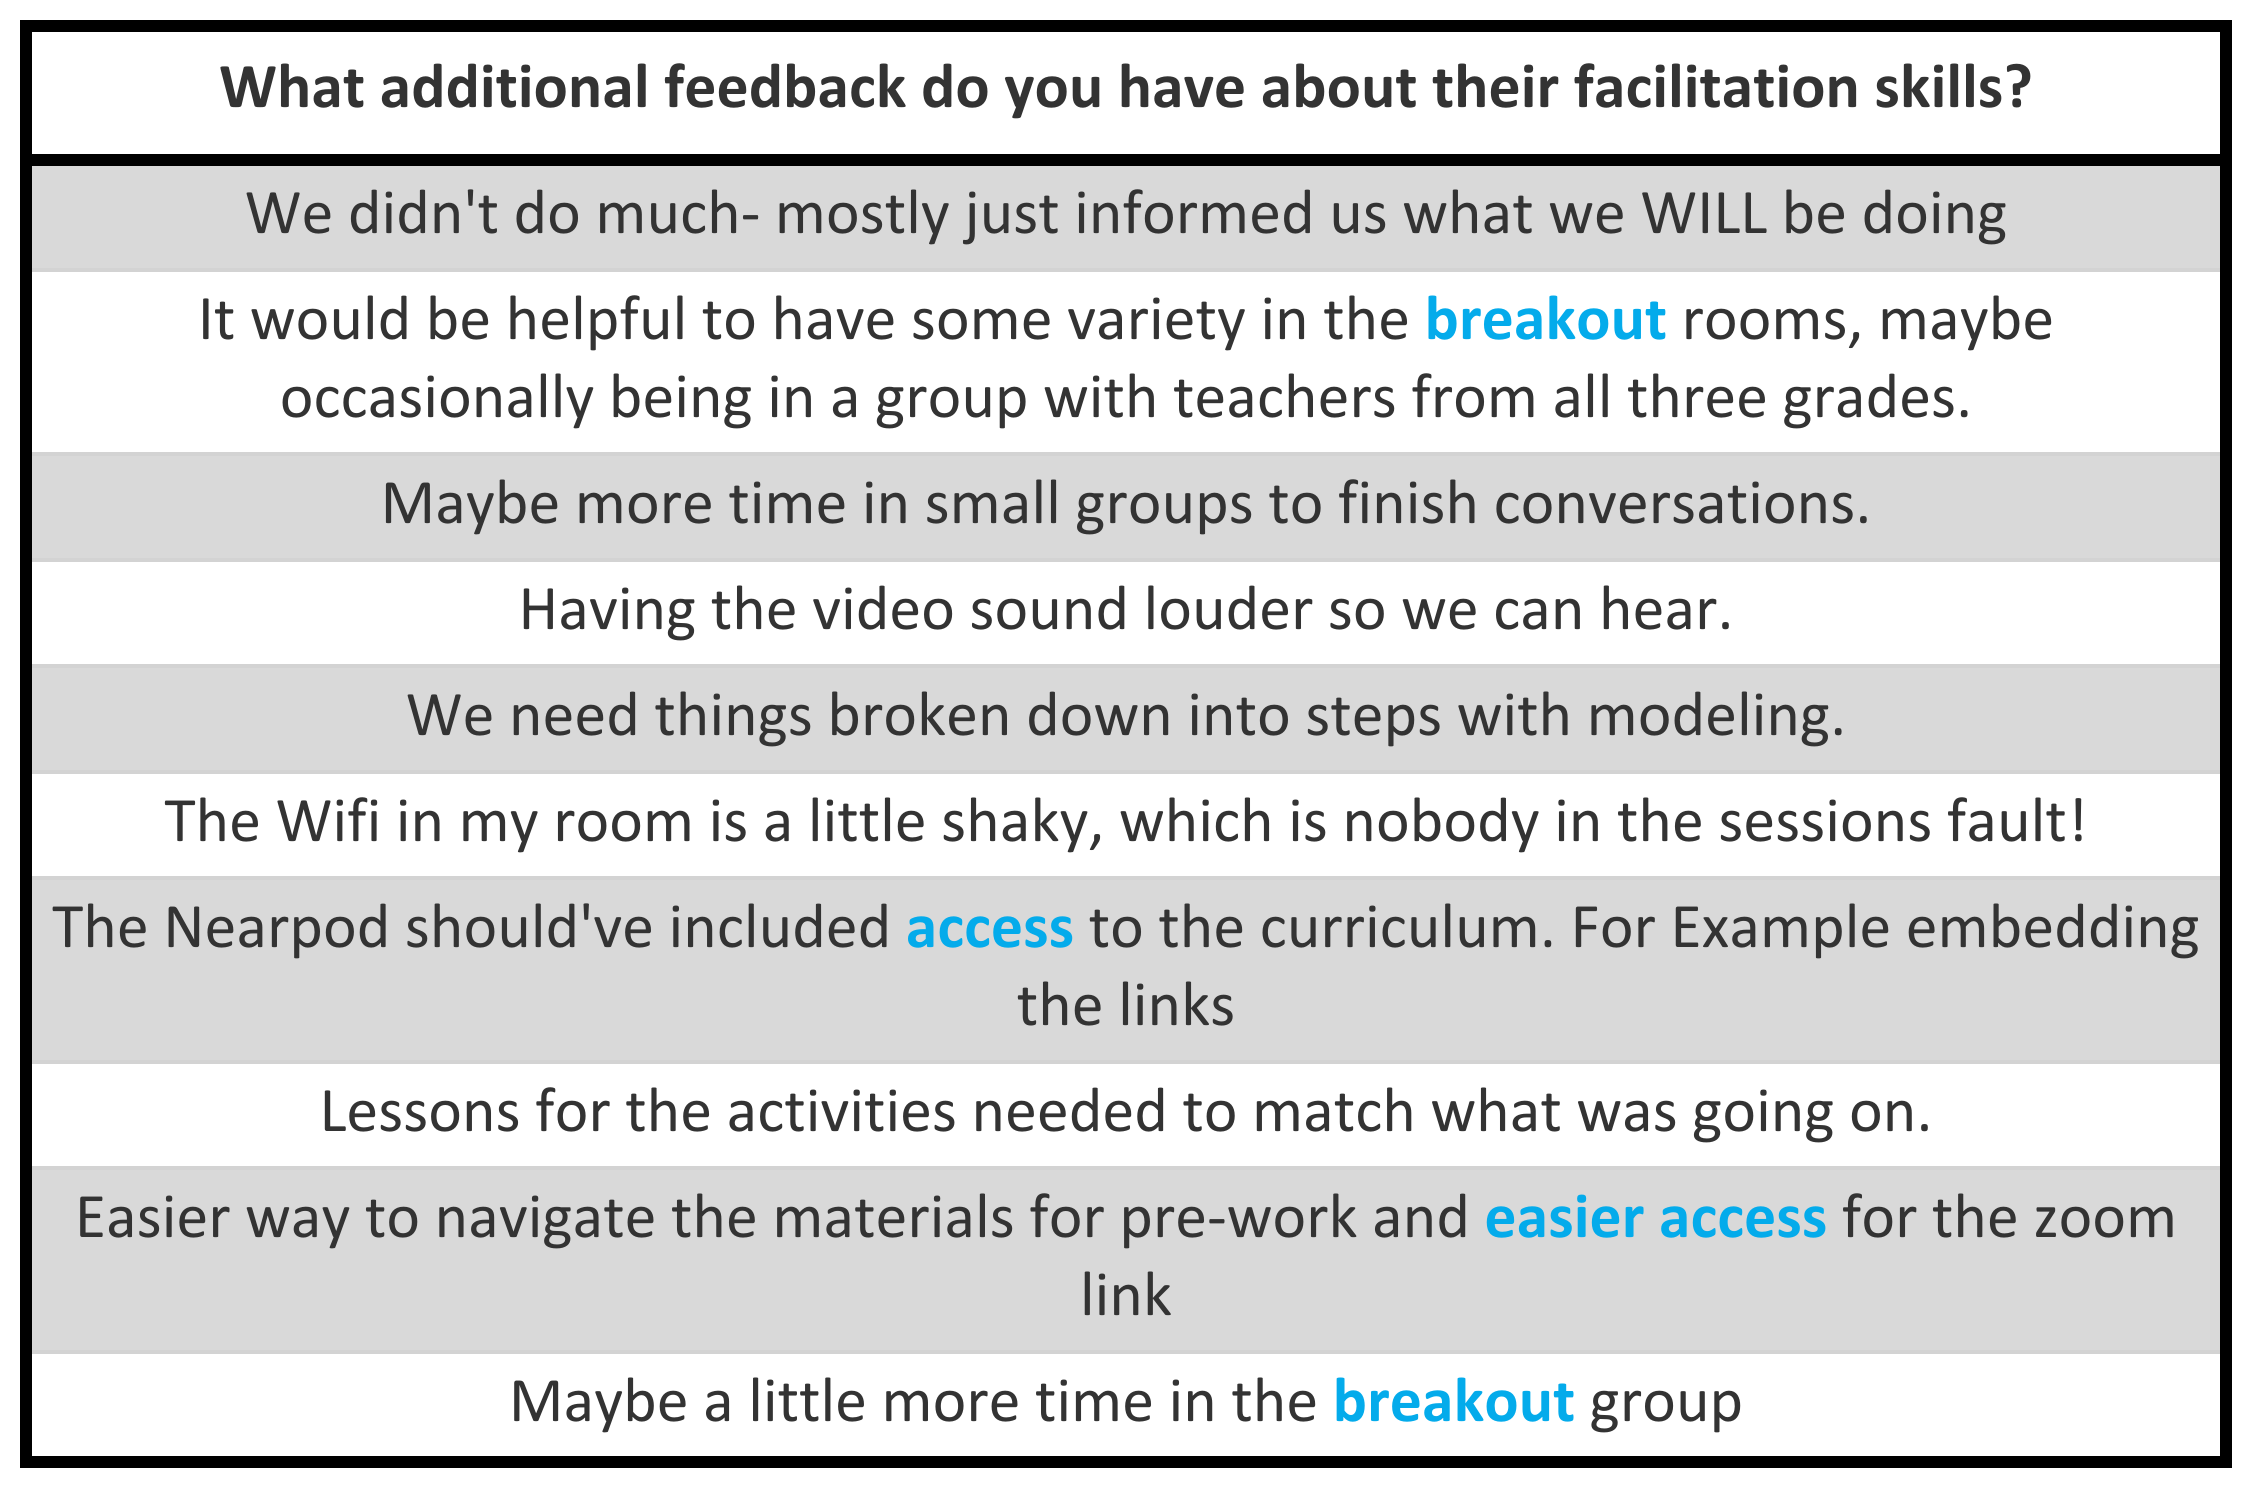 What additional feedback do you have about their facilitation skills?
We didn't do much- mostly just informed us what we WILL be doing
It would be helpful to have some variety in the breakout rooms, maybe
occasionally being in a group with teachers from all three grades.
Maybe more time in small groups to finish conversations.
Having the video sound louder so we can hear.
We need things broken down into steps with modeling.
The Wifi in my room is a little shaky, which is nobody in the sessions fault!
The Nearpod should've included access to the curriculum. For Example embedding
the links
Lessons for the activities needed to match what was going on.
Easier way to navigate the materials for pre-work and easier access for the zoom
link
Maybe a little more time in the breakout group